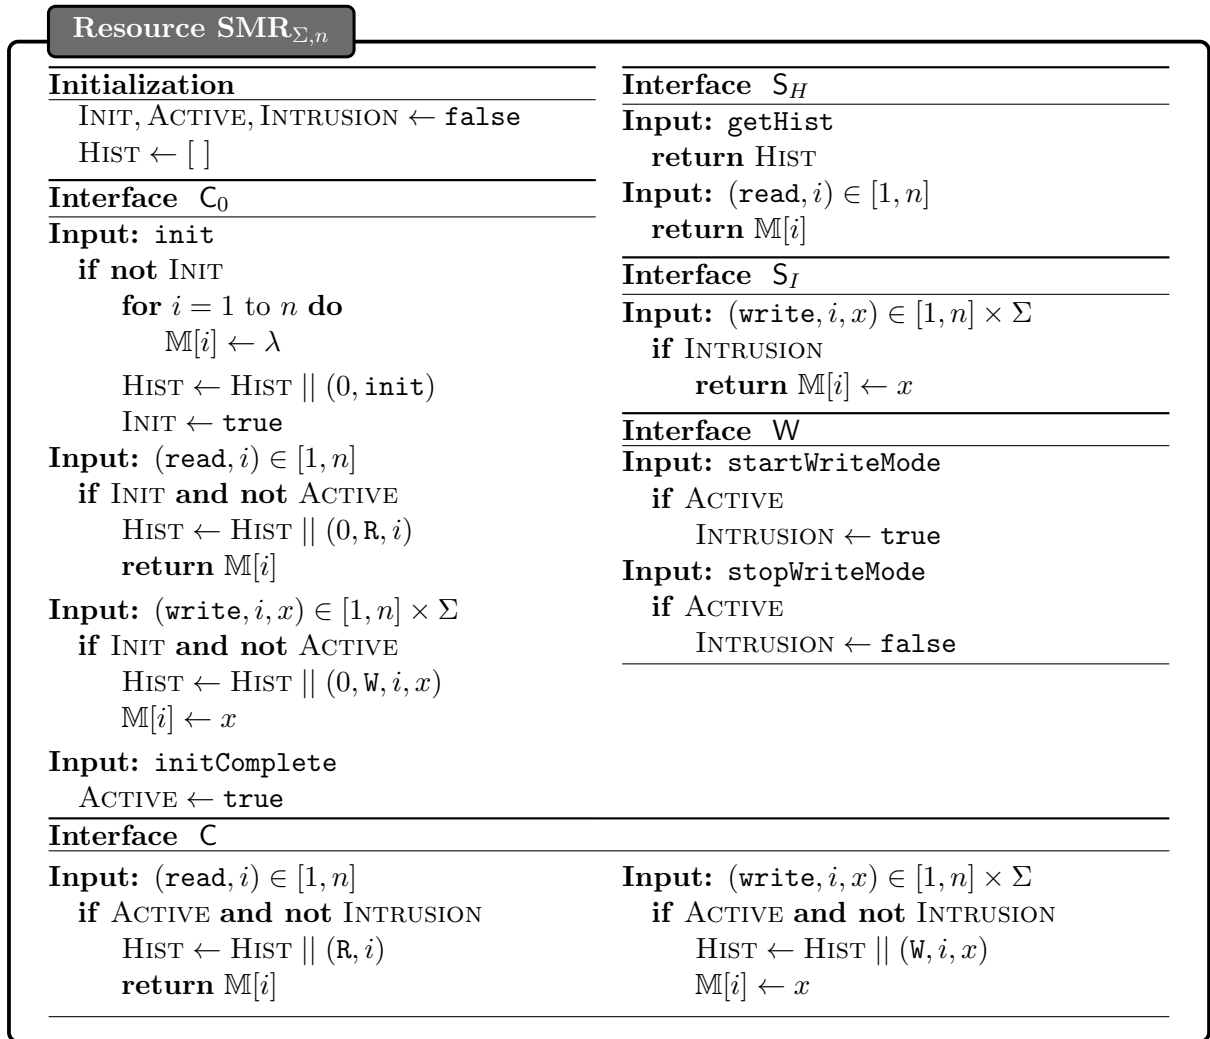 Resource SMR_{Σ,n}
Initialization
INIT, ACTIVE, INTRUSION ← false
HIST ← [ ]
Interface C₀
Input: init
if not INIT
for i = 1 to n do
𝕄[i] ← λ
HIST ← HIST || (0, init)
INIT ← true
Input: (read, i) ∈ [1, n]
if INIT and not ACTIVE
HIST ← HIST || (0, R, i)
return 𝕄[i]
Input: (write, i, x) ∈ [1, n] × Σ
if INIT and not ACTIVE
HIST ← HIST || (0, W, i, x)
𝕄[i] ← x
Input: initComplete
ACTIVE ← true
Interface S_H
Input: getHist
return HIST
Input: (read, i) ∈ [1, n]
return 𝕄[i]
Interface S_I
Input: (write, i, x) ∈ [1, n] × Σ
if INTRUSION
return 𝕄[i] ← x
Interface W
Input: startWriteMode
if ACTIVE
INTRUSION ← true
Input: stopWriteMode
if ACTIVE
INTRUSION ← false
Interface C
Input: (read, i) ∈ [1, n]
if ACTIVE and not INTRUSION
HIST ← HIST || (R, i)
return 𝕄[i]
Input: (write, i, x) ∈ [1, n] × Σ
if ACTIVE and not INTRUSION
HIST ← HIST || (W, i, x)
𝕄[i] ← x